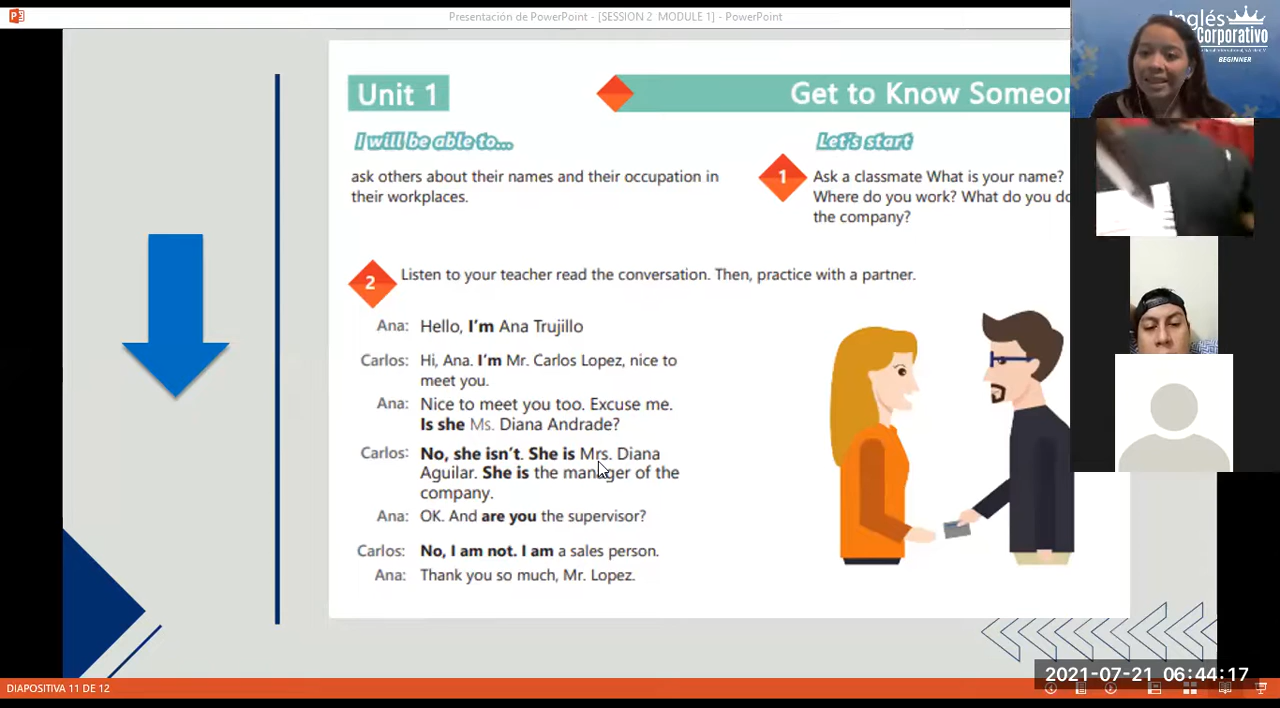 Presentación de PowerPoint - [SESSION 2 MODULE 1] - PowerPoint
Inglés
Corporativo
BEGINNER
Unit 1
Get to Know Someon
I will be able to...
ask others about their names and their occupation in
their workplaces.
Let's start
1
Ask a classmate What is your name?
Where do you work? What do you do
the company?
2
Listen to your teacher read the conversation. Then, practice with a partner.
Ana: Hello, I'm Ana Trujillo
Carlos: Hi, Ana. I'm Mr. Carlos Lopez, nice to
meet you.
Ana: Nice to meet you too. Excuse me.
Is she Ms. Diana Andrade?
Carlos: No, she isn't. She is Mrs. Diana
Aguilar. She is the manager of the
company.
Ana: OK. And are you the supervisor?
Carlos: No, I am not. I am a sales person.
Ana: Thank you so much, Mr. Lopez.
2021-07-21 06:44:17
DIAPOSITIVA 11 DE 12